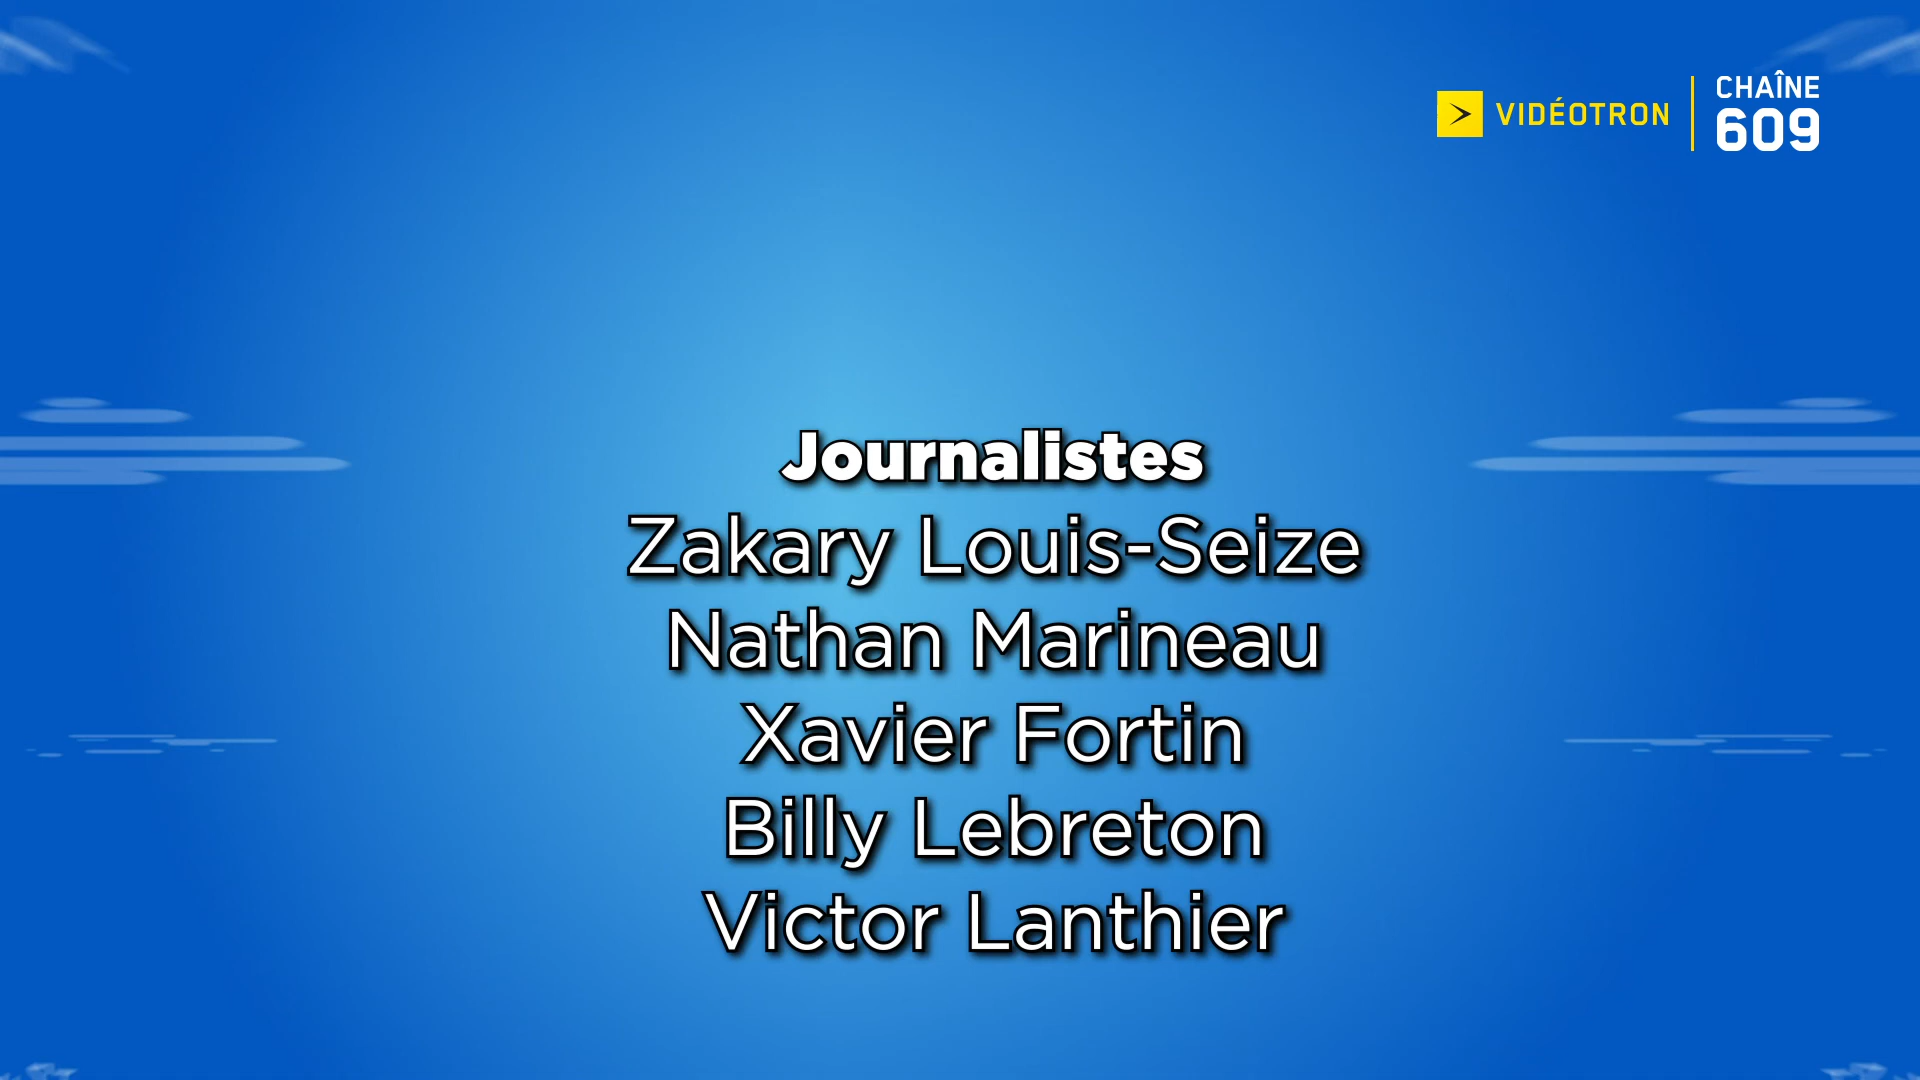 VIDÉOTRON
CHAÎNE
609
Journalistes
Zakary Louis-Seize
Nathan Marineau
Xavier Fortin
Billy Lebreton
Victor Lanthier